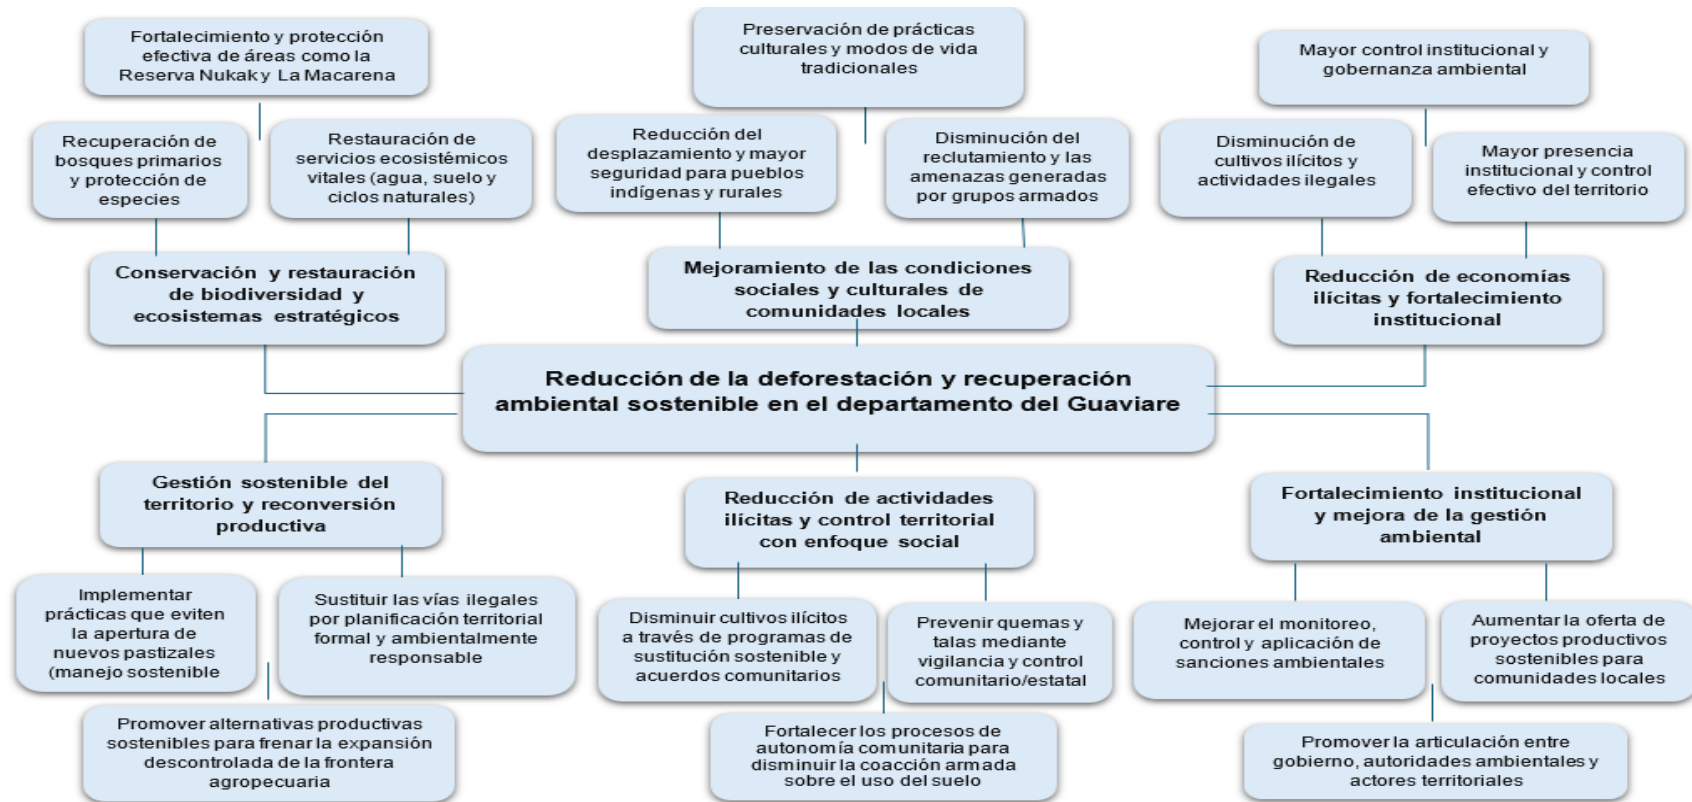 Fortalecimiento y protección
efectiva de áreas como la
Reserva Nukak y La Macarena
Preservación de prácticas
culturales y modos de vida
tradicionales
Mayor control institucional y
gobernanza ambiental
Recuperación de
bosques primarios
y protección de
especies
Restauración de
servicios ecosistémicos
vitales (agua, suelo y
ciclos naturales)
Reducción del
desplazamiento y mayor
seguridad para pueblos
indígenas y rurales
Disminución del
reclutamiento y las
amenazas generadas
por grupos armados
Disminución de
cultivos ilícitos y
actividades ilegales
Mayor presencia
institucional y control
efectivo del territorio
Conservación y restauración
de biodiversidad y
ecosistemas estratégicos
Mejoramiento de las condiciones
sociales y culturales de
comunidades locales
Reducción de economías
ilícitas y fortalecimiento
institucional
Reducción de la deforestación y recuperación
ambiental sostenible en el departamento del Guaviare
Gestión sostenible del
territorio y reconversión
productiva
Reducción de actividades
ilícitas y control territorial
con enfoque social
Fortalecimiento institucional
y mejora de la gestión
ambiental
Implementar
prácticas que eviten
la apertura de
nuevos pastizales
(manejo sostenible
Sustituir las vías ilegales
por planificación territorial
formal y ambientalmente
responsable
Disminuir cultivos ilícitos
a través de programas de
sustitución sostenible y
acuerdos comunitarios
Prevenir quemas y
talas mediante
vigilancia y control
comunitario/estatal
Mejorar el monitoreo,
control y aplicación de
sanciones ambientales
Aumentar la oferta de
proyectos productivos
sostenibles para
comunidades locales
Promover alternativas productivas
sostenibles para frenar la expansión
descontrolada de la frontera
agropecuaria
Fortalecer los procesos de
autonomía comunitaria para
disminuir la coacción armada
sobre el uso del suelo
Promover la articulación entre
gobierno, autoridades ambientales y
actores territoriales